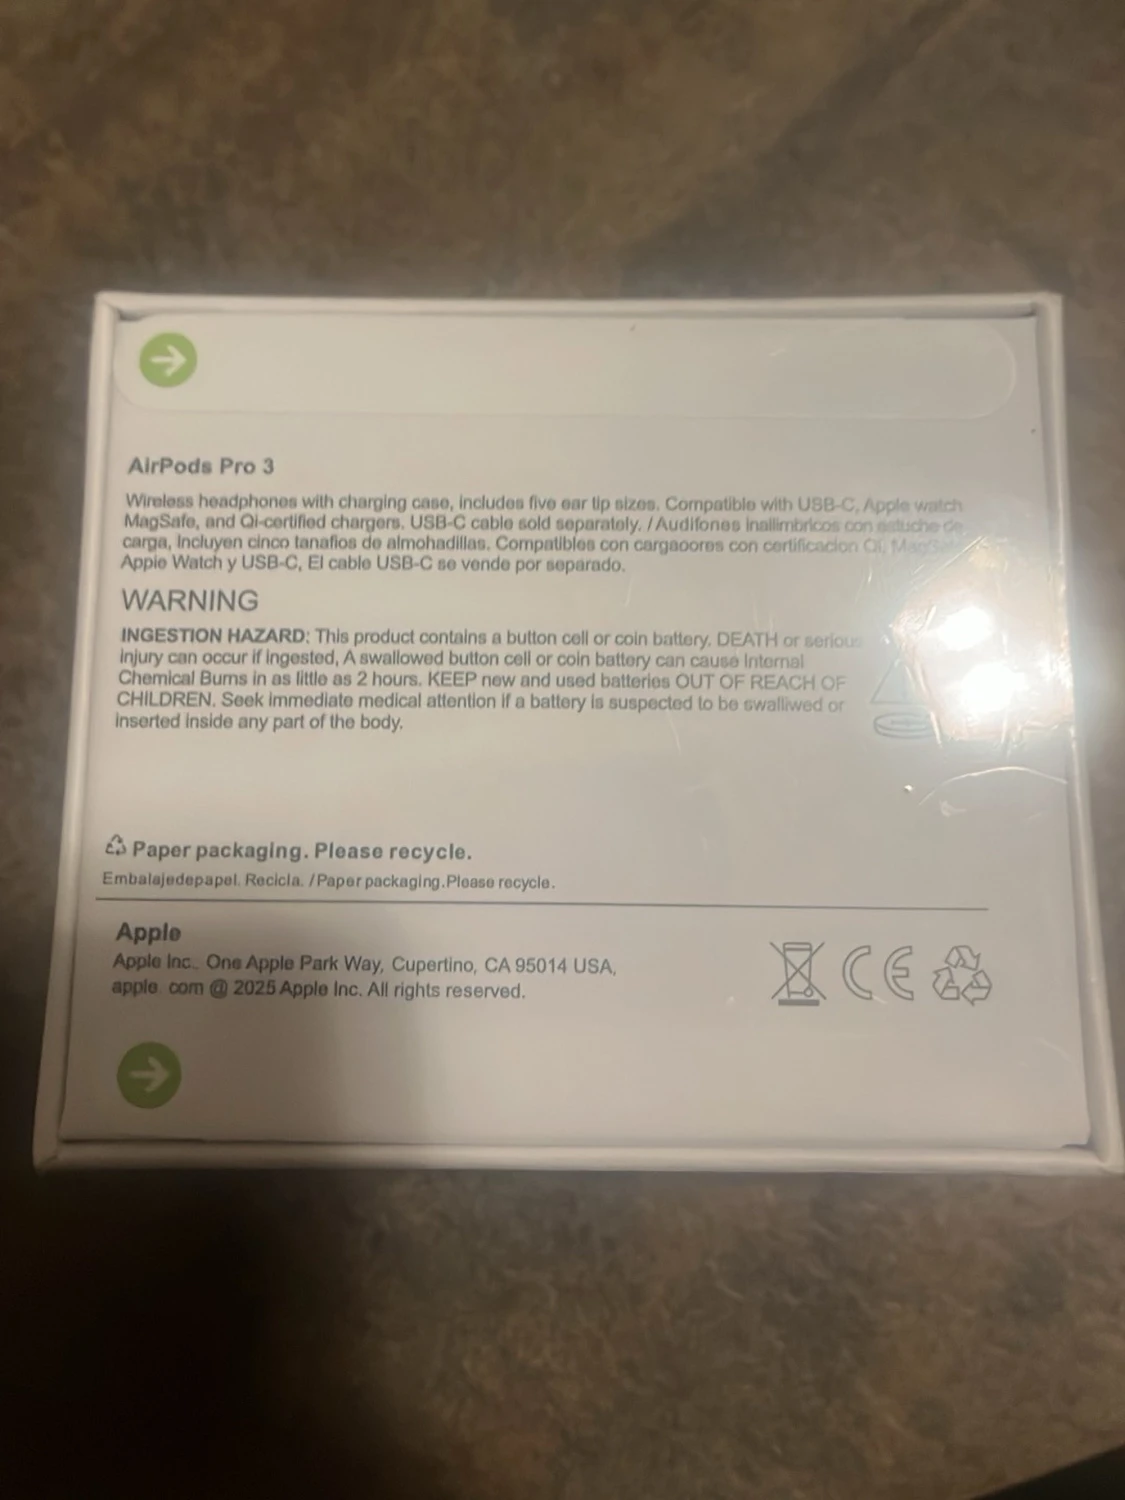 AirPods Pro 3
Wireless headphones with charging case, includes five ear tip sizes. Compatible with USB-C, Apple watch
MagSafe, and Qi-certified chargers. USB-C cable sold separately. /Audifones inalimbricos con estuche de
carga, Incluyen cinco tanafios de almohadillas. Compatibles con cargaoores con certificacion Qi, MagSafe
Appie Watch y USB-C, El cable USB-C se vende por separado.
WARNING
INGESTION HAZARD: This product contains a button cell or coin battery. DEATH or serious
injury can occur if ingested, A swallowed button cell or coin battery can cause Internal
Chemical Bums in as little as 2 hours. KEEP new and used batteries OUT OF REACH OF
CHILDREN. Seek immediate medical attention if a battery is suspected to be swalliwed or
inserted inside any part of the body.
Paper packaging. Please recycle.
Embalajedepapel. Recicla. /Paper packaging.Please recycle.
Apple
Apple Inc. One Apple Park Way, Cupertino, CA 95014 USA,
apple. com @ 2025 Apple Inc. All rights reserved.
CE